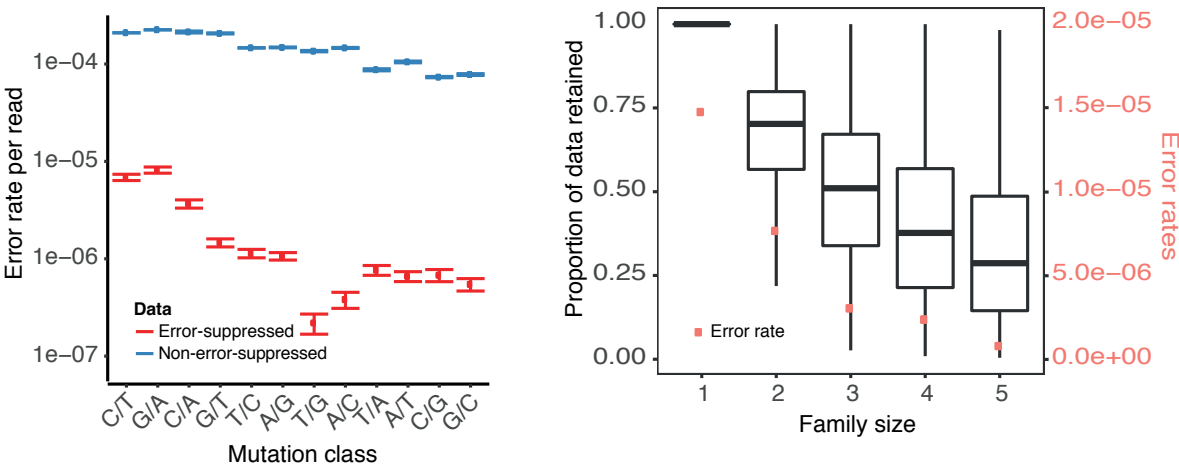 Error rate per read
1e−04
1e−05
1e−06
1e−07
Data
Error-suppressed
Non-error-suppressed
C/T G/A C/A G/T T/C A/G T/G A/C T/A A/T C/G G/C
Mutation class
Proportion of data retained
1.00
0.75
0.50
0.25
0.00
Error rate
1 2 3 4 5
Family size
2.0e−05
1.5e−05
1.0e−05
5.0e−06
0.0e+00
Error rates